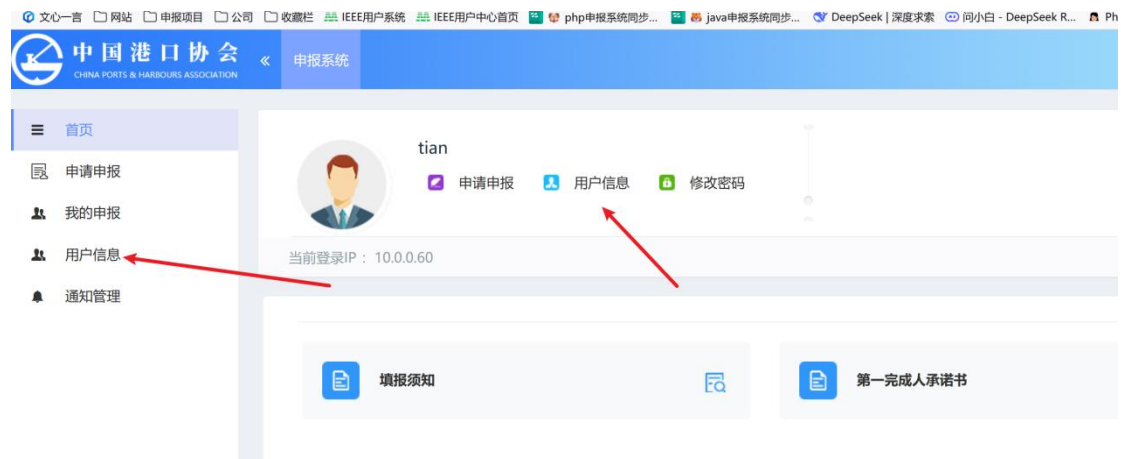 文心一言 网站 申报项目 公司 收藏栏 IEEE用户系统 IEEE用户中心首页 php申报系统同步... java申报系统同步... DeepSeek | 深度求索 问小白 - DeepSeek R... Ph
中国港口协会
CHINA PORTS & HARBOURS ASSOCIATION
« 申报系统
首页
申请申报
我的申报
用户信息
通知管理
tian
申请申报 用户信息 修改密码
当前登录IP : 10.0.0.60
填报须知
第一完成人承诺书